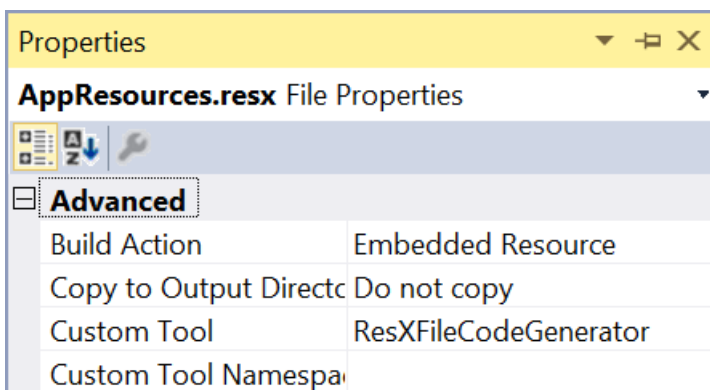 Properties
AppResources.resx File Properties
Advanced
Build Action Embedded Resource
Copy to Output Directo Do not copy
Custom Tool ResXFileCodeGenerator
Custom Tool Namespa